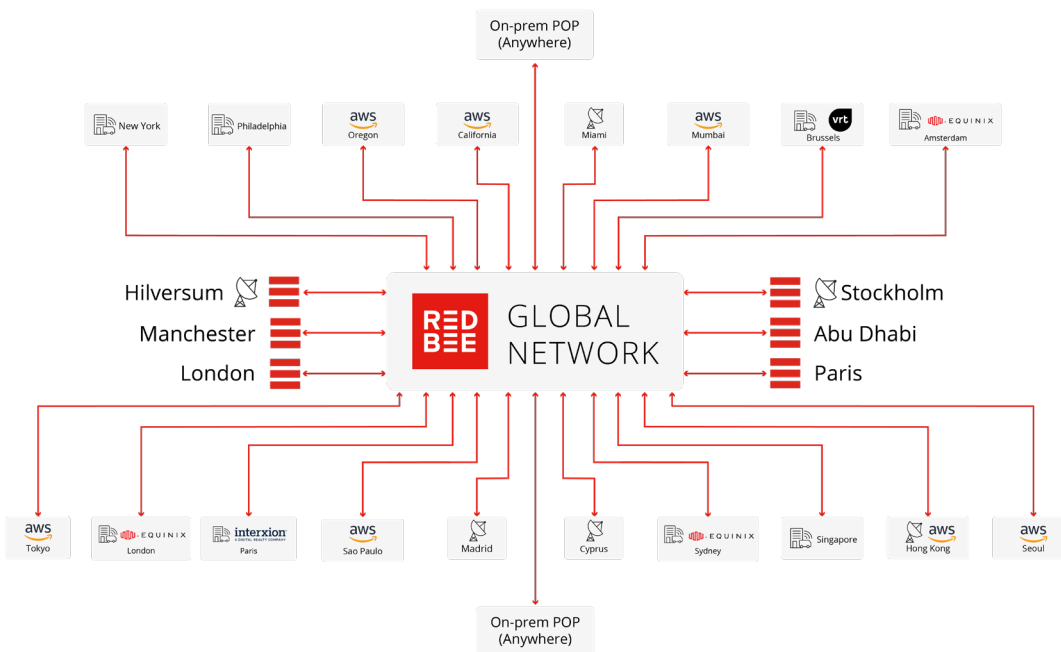 On-prem POP
(Anywhere)
New York
Philadelphia
aws
Oregon
aws
California
Miami
aws
Mumbai
vrt
Brussels
EQUINIX
Amsterdam
Hilversum
Manchester
London
RED
BEE
GLOBAL
NETWORK
Stockholm
Abu Dhabi
Paris
aws
Tokyo
EQUINIX
London
interxion
A DIGITAL REALTY COMPANY
Paris
aws
Sao Paulo
Madrid
Cyprus
EQUINIX
Sydney
Singapore
aws
Hong Kong
aws
Seoul
On-prem POP
(Anywhere)